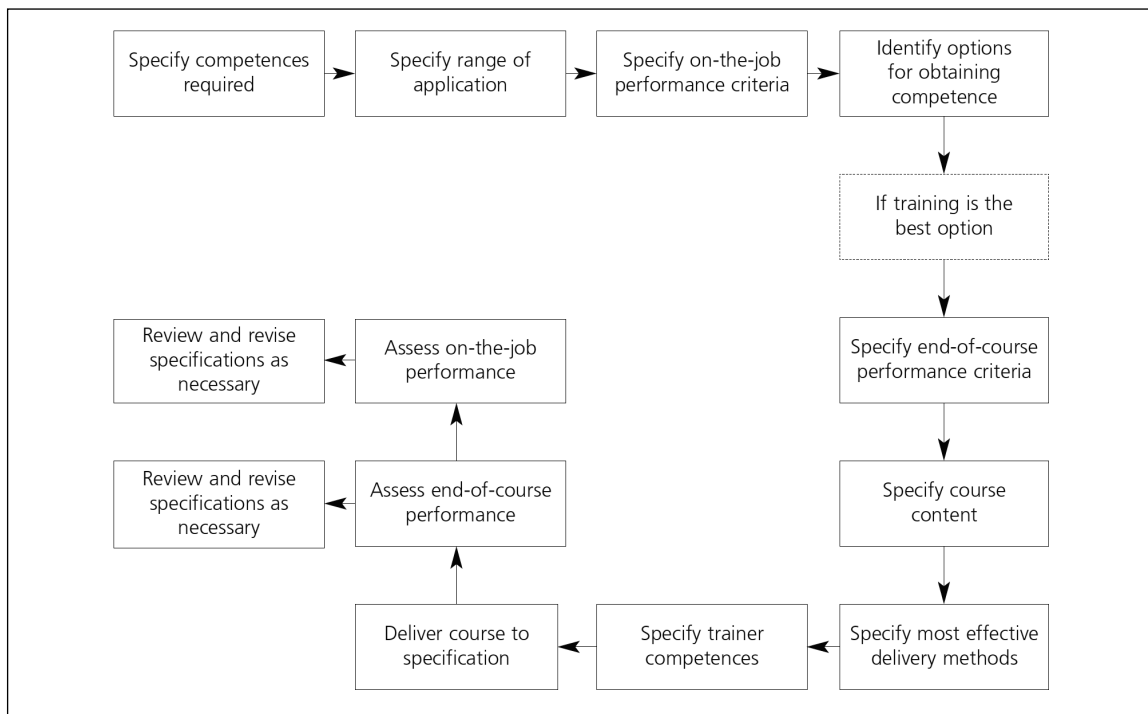 Specify competences
required
Specify range of
application
Specify on-the-job
performance criteria
Identify options
for obtaining
competence
If training is the
best option
Specify end-of-course
performance criteria
Specify course
content
Specify most effective
delivery methods
Specify trainer
competences
Deliver course to
specification
Assess end-of-course
performance
Review and revise
specifications as
necessary
Assess on-the-job
performance
Review and revise
specifications as
necessary